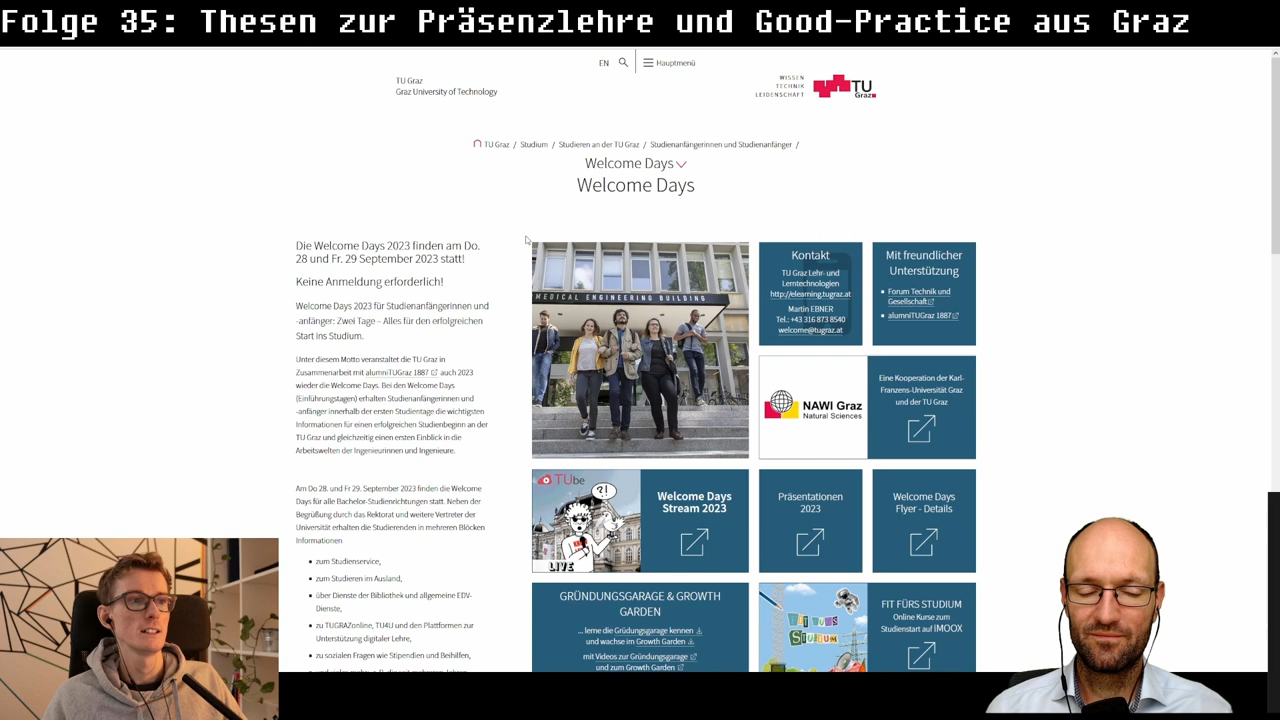 Folge 35: Thesen zur Präsenzlehre und Good-Practice aus Graz
EN
Hauptmenü
TU Graz
Graz University of Technology
WISSEN
TECHNIK
LEIDENSCHAFT
TU
Graz
TU Graz / Studium / Studieren an der TU Graz / Studienanfängerinnen und Studienanfänger /
Welcome Days
Welcome Days
Die Welcome Days 2023 finden am Do.
28 und Fr. 29 September 2023 statt!
Keine Anmeldung erforderlich!
Welcome Days 2023 für Studienanfängerinnen und
-anfänger: Zwei Tage – Alles für den erfolgreichen
Start ins Studium.
Unter diesem Motto veranstaltet die TU Graz in
Zusammenarbeit mit alumniTUGraz 1887 auch 2023
wieder die Welcome Days. Bei den Welcome Days
(Einführungstagen) erhalten Studienanfängerinnen und
-anfänger innerhalb der ersten Studientage die wichtigsten
Informationen für einen erfolgreichen Studienbeginn an der
TU Graz und gleichzeitig einen ersten Einblick in die
Arbeitswelten der Ingenieurinnen und Ingenieure.
Am Do 28. und Fr 29. September 2023 finden die Welcome
Days für alle Bachelor-Studienrichtungen statt. Neben der
Begrüßung durch das Rektorat und weitere Vertreter der
Universität erhalten die Studierenden in mehreren Blöcken
Informationen
• zum Studienservice,
• zum Studieren im Ausland,
• über Dienste der Bibliothek und allgemeine EDV-
Dienste,
• zu TUGRAZonline, TU4U und den Plattformen zur
Unterstützung digitaler Lehre,
• zu sozialen Fragen wie Stipendien und Beihilfen,
MEDICAL ENGINEERING BUILDING
Kontakt
TU Graz Lehr- und
Lerntechnologien
http://elearning.tugraz.at
Martin EBNER
Tel.: +43 316 873 8540
welcome@tugraz.at
Mit freundlicher
Unterstützung
• Forum Technik und
Gesellschaft
• alumniTUGraz 1887
NAWI Graz
Natural Sciences
Eine Kooperation der Karl-
Franzens-Universität Graz
und der TU Graz
TUbe
?!
LIVE
Welcome Days
Stream 2023
Präsentationen
2023
Welcome Days
Flyer - Details
GRÜNDUNGSGARAGE & GROWTH
GARDEN
... lerne die Grüdungsgarage kennen
und wachse im Growth Garden
mit Videos zur Gründungsgarage
und zum Growth Garden
FIT FÜRS
STUDIUM
FIT FÜRS STUDIUM
Online Kurse zum
Studienstart auf iMOOX